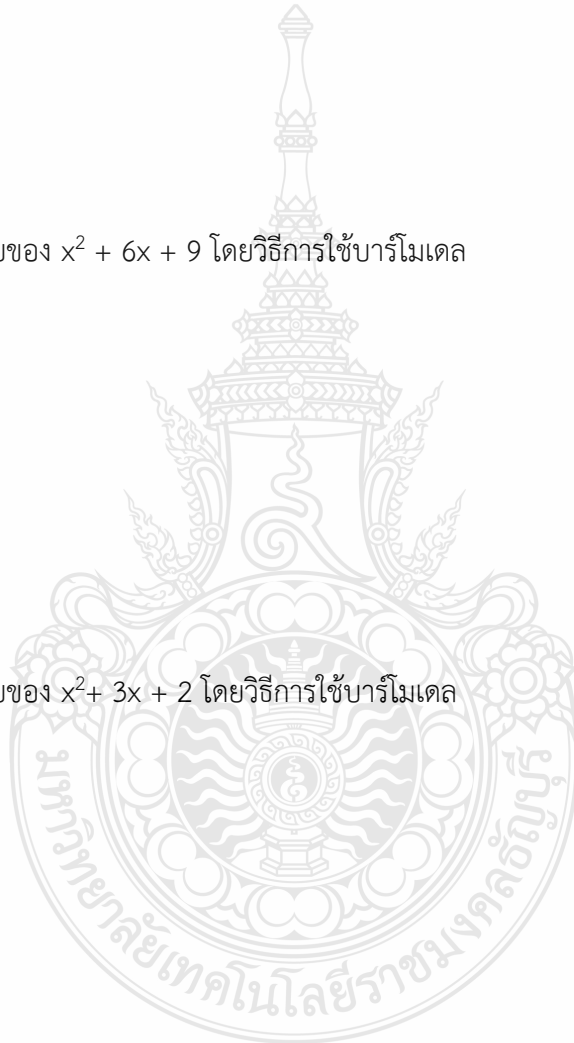 ของ x² + 6x + 9 โดยวิธีการใช้บาร์โมเดล
ของ x²+ 3x + 2 โดยวิธีการใช้บาร์โมเดล
มหาวิทยาลัยเทคโนโลยีราชมงคลธัญบุรี